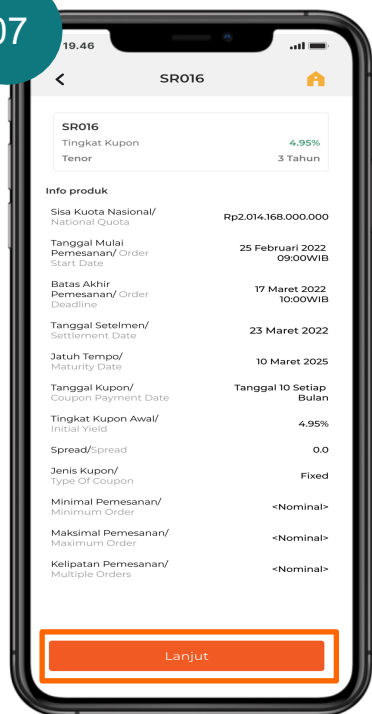 07
19.46
SR016
SR016
Tingkat Kupon 4.95%
Tenor 3 Tahun
Info produk
Sisa Kuota Nasional/
National Quota
Rp2.014.168.000.000
Tanggal Mulai
Pemesanan/ Order
Start Date
25 Februari 2022
09:00WIB
Batas Akhir
Pemesanan/ Order
Deadline
17 Maret 2022
10:00WIB
Tanggal Setelmen/
Settlement Date
23 Maret 2022
Jatuh Tempo/
Maturity Date
10 Maret 2025
Tanggal Kupon/
Coupon Payment Date
Tanggal 10 Setiap
Bulan
Tingkat Kupon Awal/
Initial Yield
4.95%
Spread/Spread 0.0
Jenis Kupon/
Type Of Coupon
Fixed
Minimal Pemesanan/
Minimum Order
<Nominal>
Maksimal Pemesanan/
Maximum Order
<Nominal>
Kelipatan Pemesanan/
Multiple Orders
<Nominal>
Lanjut